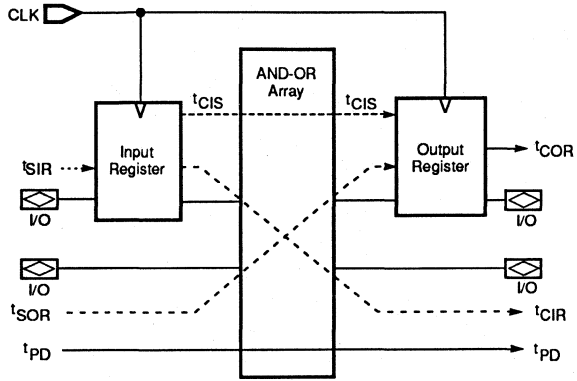 CLK
AND-OR
Array
tCIS
tCIS
Input
Register
Output
Register
tSIR
tCOR
I/O
I/O
I/O
I/O
tSOR
tCIR
tPD
tPD